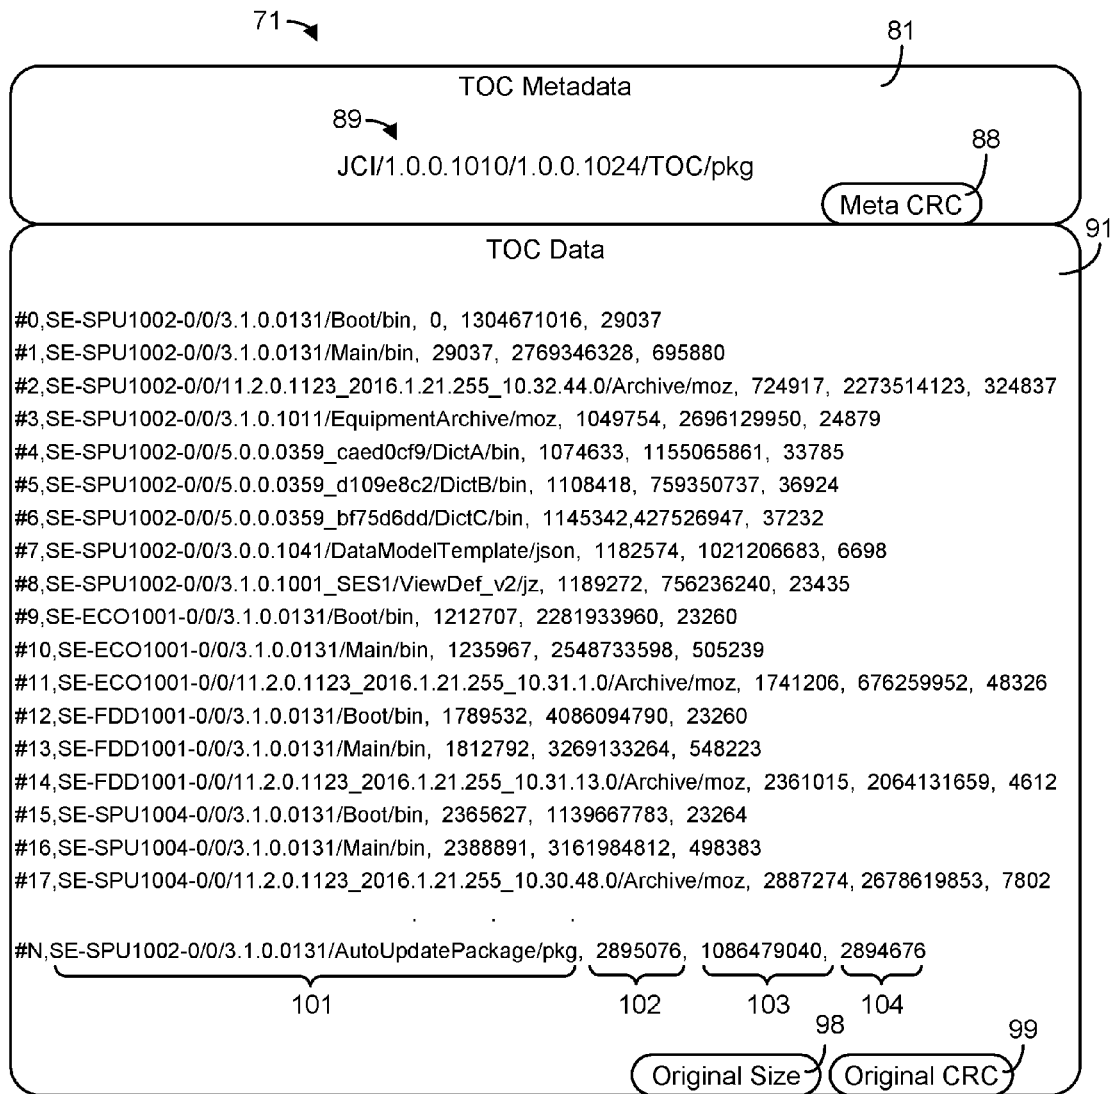 71
81
TOC Metadata
89
JCI/1.0.0.1010/1.0.0.1024/TOC/pkg
88
Meta CRC
91
TOC Data
#0,SE-SPU1002-0/0/3.1.0.0131/Boot/bin, 0, 1304671016, 29037
#1,SE-SPU1002-0/0/3.1.0.0131/Main/bin, 29037, 2769346328, 695880
#2,SE-SPU1002-0/0/11.2.0.1123_2016.1.21.255_10.32.44.0/Archive/moz, 724917, 2273514123, 324837
#3,SE-SPU1002-0/0/3.1.0.1011/EquipmentArchive/moz, 1049754, 2696129950, 24879
#4,SE-SPU1002-0/0/5.0.0.0359_caed0cf9/DictA/bin, 1074633, 1155065861, 33785
#5,SE-SPU1002-0/0/5.0.0.0359_d109e8c2/DictB/bin, 1108418, 759350737, 36924
#6,SE-SPU1002-0/0/5.0.0.0359_bf75d6dd/DictC/bin, 1145342,427526947, 37232
#7,SE-SPU1002-0/0/3.0.0.1041/DataModelTemplate/json, 1182574, 1021206683, 6698
#8,SE-SPU1002-0/0/3.1.0.1001_SES1/ViewDef_v2/jz, 1189272, 756236240, 23435
#9,SE-ECO1001-0/0/3.1.0.0131/Boot/bin, 1212707, 2281933960, 23260
#10,SE-ECO1001-0/0/3.1.0.0131/Main/bin, 1235967, 2548733598, 505239
#11,SE-ECO1001-0/0/11.2.0.1123_2016.1.21.255_10.31.1.0/Archive/moz, 1741206, 676259952, 48326
#12,SE-FDD1001-0/0/3.1.0.0131/Boot/bin, 1789532, 4086094790, 23260
#13,SE-FDD1001-0/0/3.1.0.0131/Main/bin, 1812792, 3269133264, 548223
#14,SE-FDD1001-0/0/11.2.0.1123_2016.1.21.255_10.31.13.0/Archive/moz, 2361015, 2064131659, 4612
#15,SE-SPU1004-0/0/3.1.0.0131/Boot/bin, 2365627, 1139667783, 23264
#16,SE-SPU1004-0/0/3.1.0.0131/Main/bin, 2388891, 3161984812, 498383
#17,SE-SPU1004-0/0/11.2.0.1123_2016.1.21.255_10.30.48.0/Archive/moz, 2887274, 2678619853, 7802
. . .
#N,SE-SPU1002-0/0/3.1.0.0131/AutoUpdatePackage/pkg, 2895076, 1086479040, 2894676
101 102 103 104
98 99
Original Size Original CRC